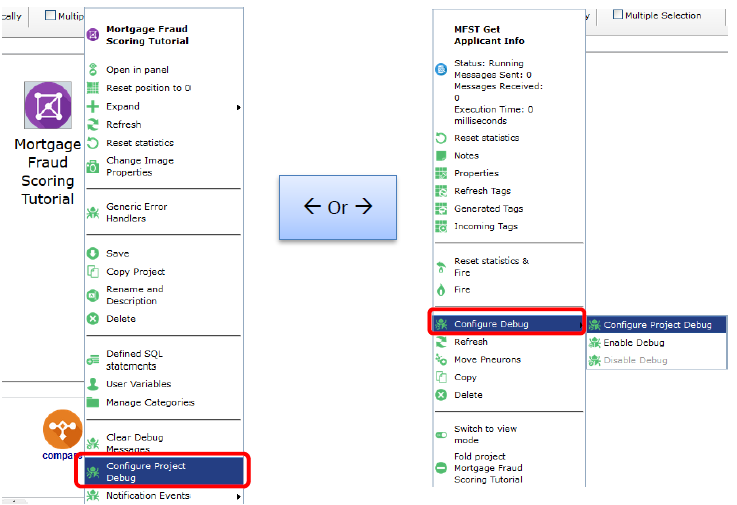 cally
Multip
Mortgage Fraud
Scoring Tutorial
Open in panel
Reset position to 0
Expand
Refresh
Reset statistics
Change Image
Properties
Generic Error
Handlers
Save
Copy Project
Rename and
Description
Delete
Defined SQL
statements
User Variables
Manage Categories
Clear Debug
Messages
Configure Project
Debug
Notification Events
Mortgage
Fraud
Scoring
Tutorial
compar
← Or →
Multiple Selection
MFST Get
Applicant Info
Status: Running
Messages Sent: 0
Messages Received:
0
Execution Time: 0
milliseconds
Reset statistics
Notes
Properties
Refresh Tags
Generated Tags
Incoming Tags
Reset statistics &
Fire
Fire
Configure Debug
Refresh
Move Pneurons
Copy
Delete
Switch to view
mode
Fold project
Mortgage Fraud
Scoring Tutorial
Configure Project Debug
Enable Debug
Disable Debug